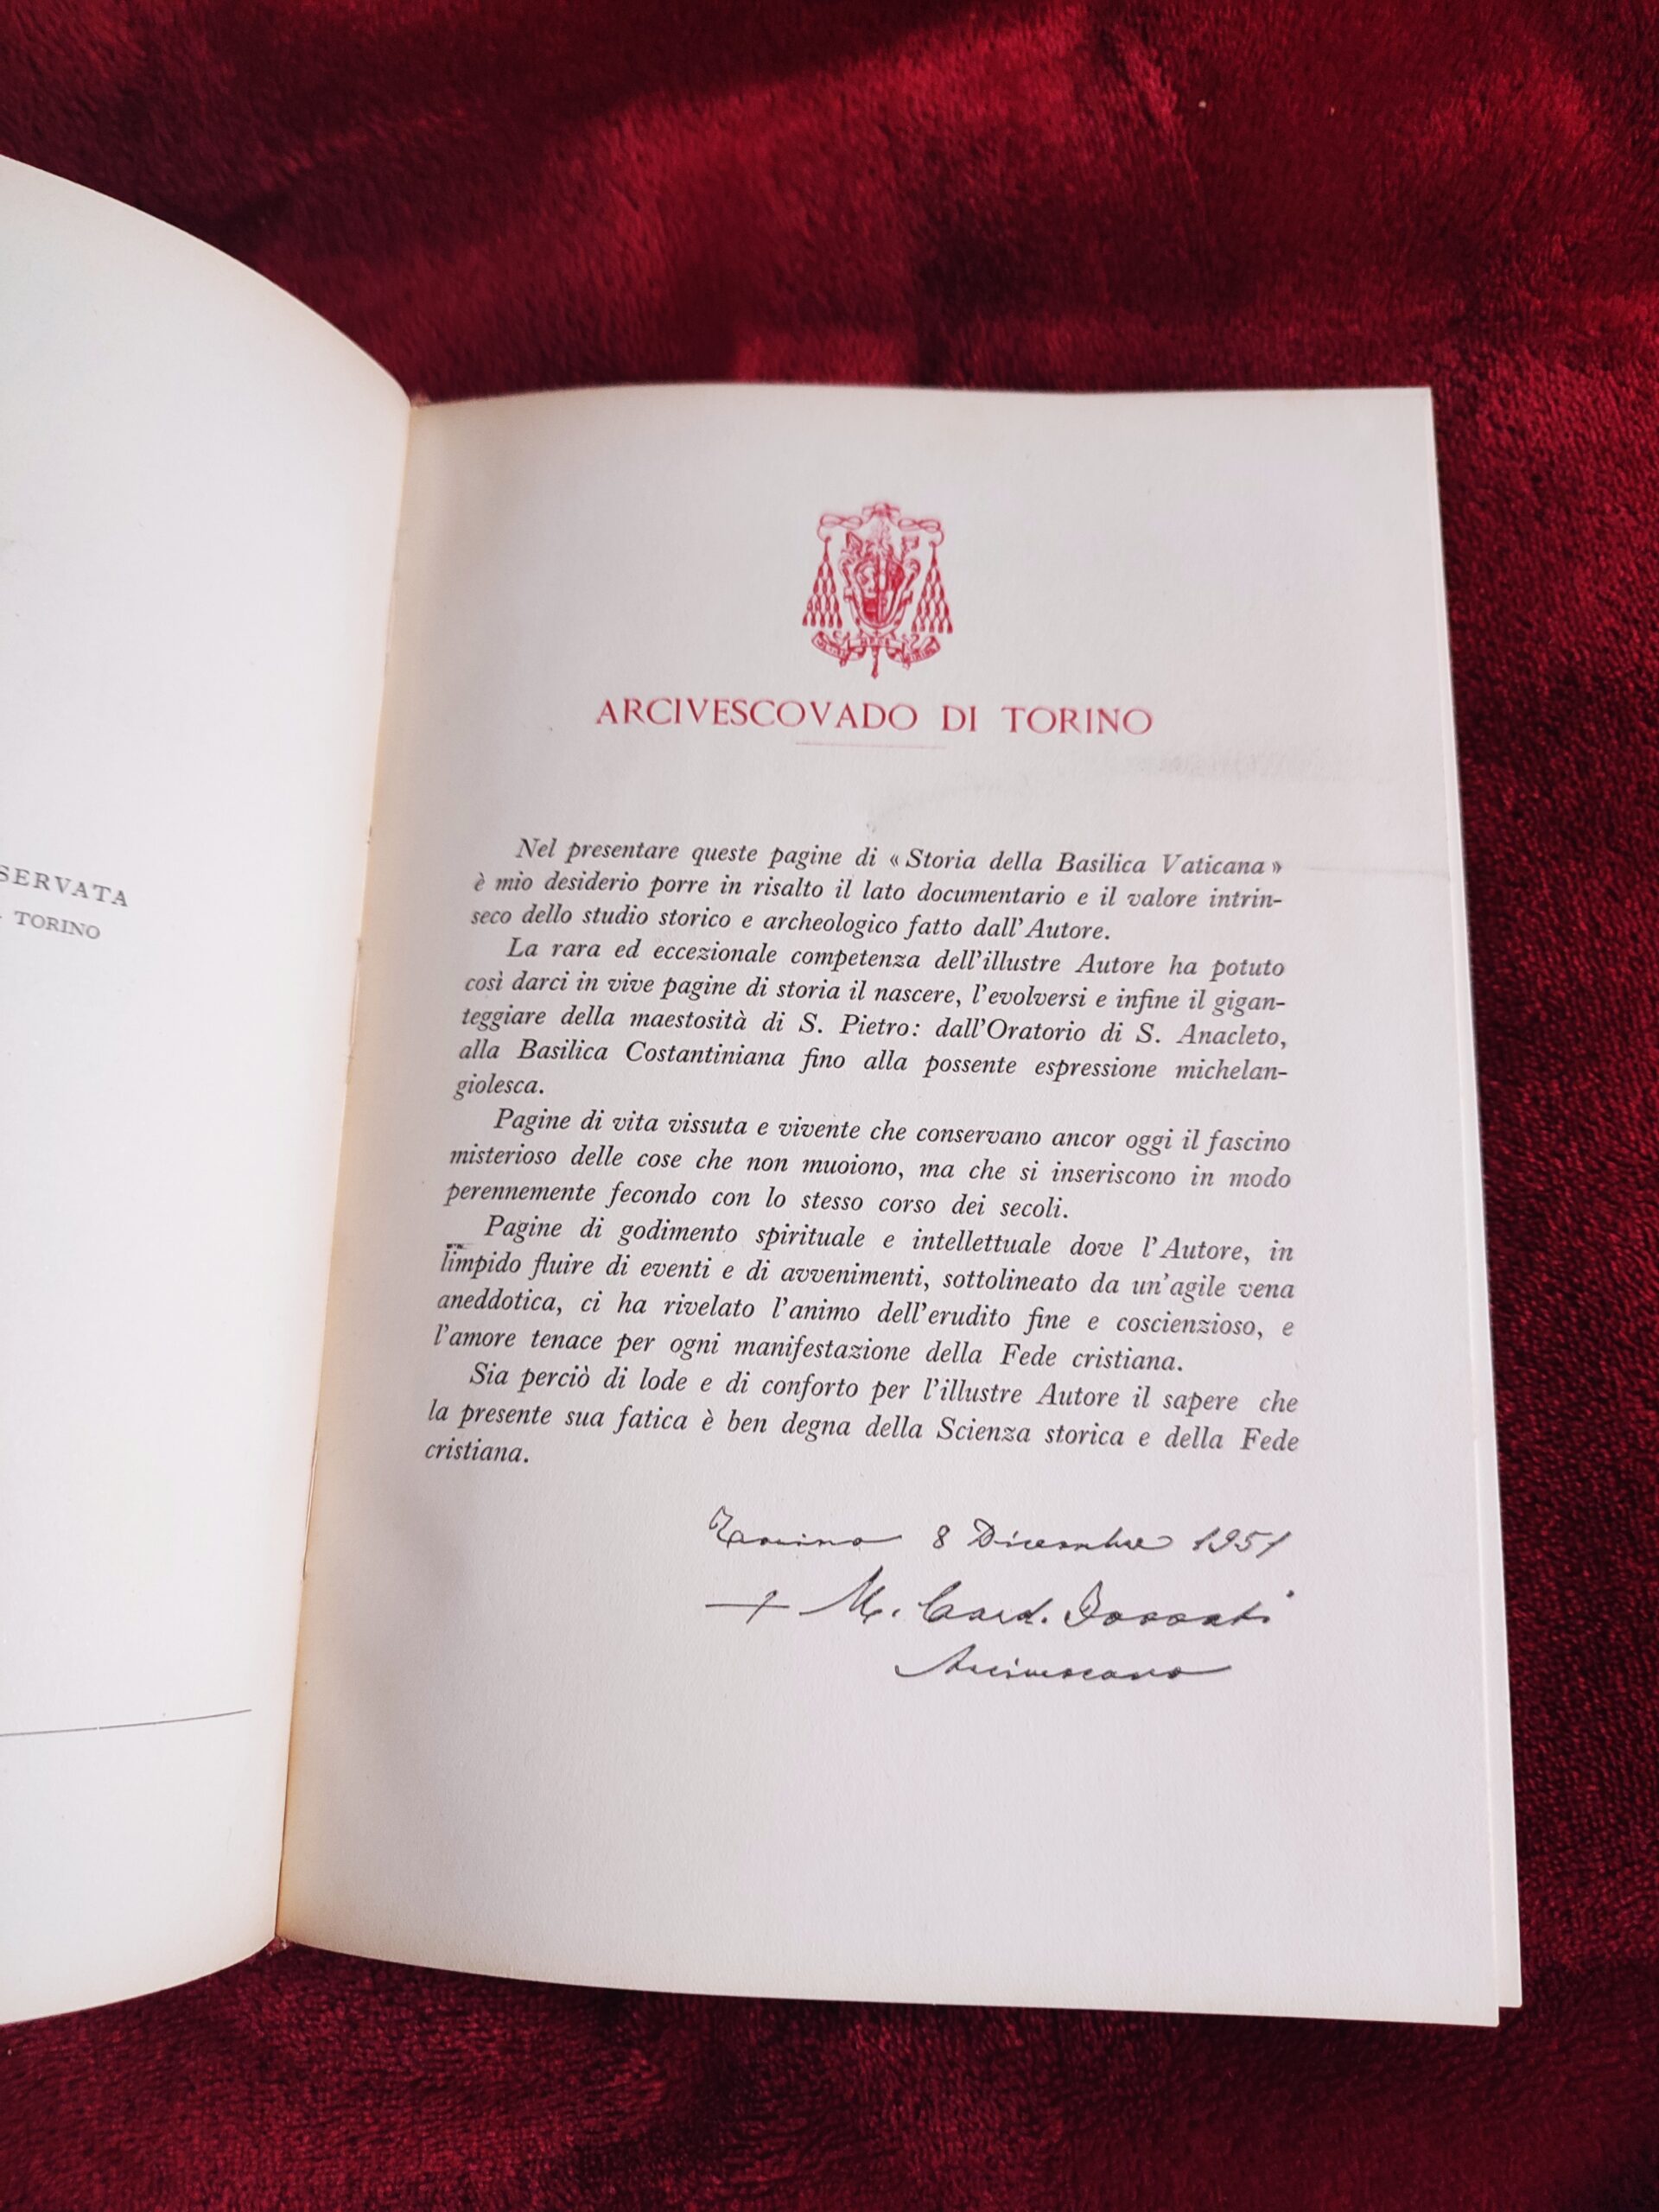 SERVATA
TORINO
ARCIVESCOVADO DI TORINO
Nel presentare queste pagine di « Storia della Basilica Vaticana »
è mio desiderio porre in risalto il lato documentario e il valore intrin-
seco dello studio storico e archeologico fatto dall'Autore.
La rara ed eccezionale competenza dell'illustre Autore ha potuto
così darci in vive pagine di storia il nascere, l'evolversi e infine il gigan-
teggiare della maestosità di S. Pietro: dall'Oratorio di S. Anacleto,
alla Basilica Costantiniana fino alla possente espressione michelan-
giolesca.
Pagine di vita vissuta e vivente che conservano ancor oggi il fascino
misterioso delle cose che non muoiono, ma che si inseriscono in modo
perennemente fecondo con lo stesso corso dei secoli.
Pagine di godimento spirituale e intellettuale dove l'Autore, in
limpido fluire di eventi e di avvenimenti, sottolineato da un'agile vena
aneddotica, ci ha rivelato l'animo dell'erudito fine e coscienzioso, e
l'amore tenace per ogni manifestazione della Fede cristiana.
Sia perciò di lode e di conforto per l'illustre Autore il sapere che
la presente sua fatica è ben degna della Scienza storica e della Fede
cristiana.
Torino 8 Dicembre 1951
+ M. Card. Fossati
Arcivescovo